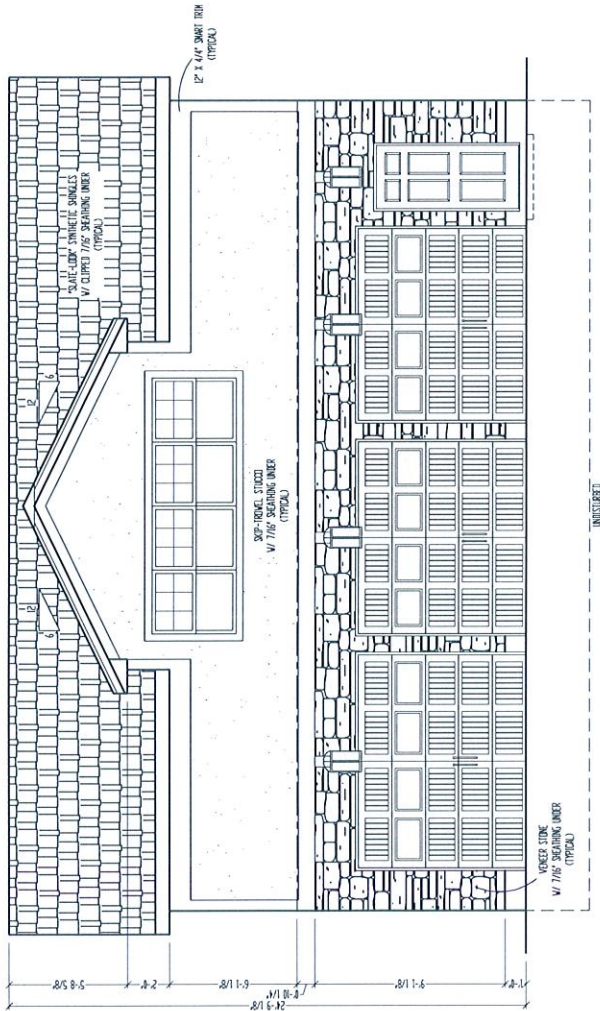 12" X 4/4" SMART TRIM
(TYPICAL)
"SLATE-LOOK" SYNTHETIC SHINGLES
W/ CLIPPED 7/16" SHEATHING UNDER
(TYPICAL)
12
6
12
6
SKIP-TROWEL STUCCO
W/ 7/16" SHEATHING UNDER
(TYPICAL)
VENEER STONE
W/ 7/16" SHEATHING UNDER
(TYPICAL)
UNDISTURBED
5'-8 5/8"
2'-0"
6'-1 1/8"
0'-10 1/4"
9'-1 1/8"
1'-0"
24'-9 1/8"